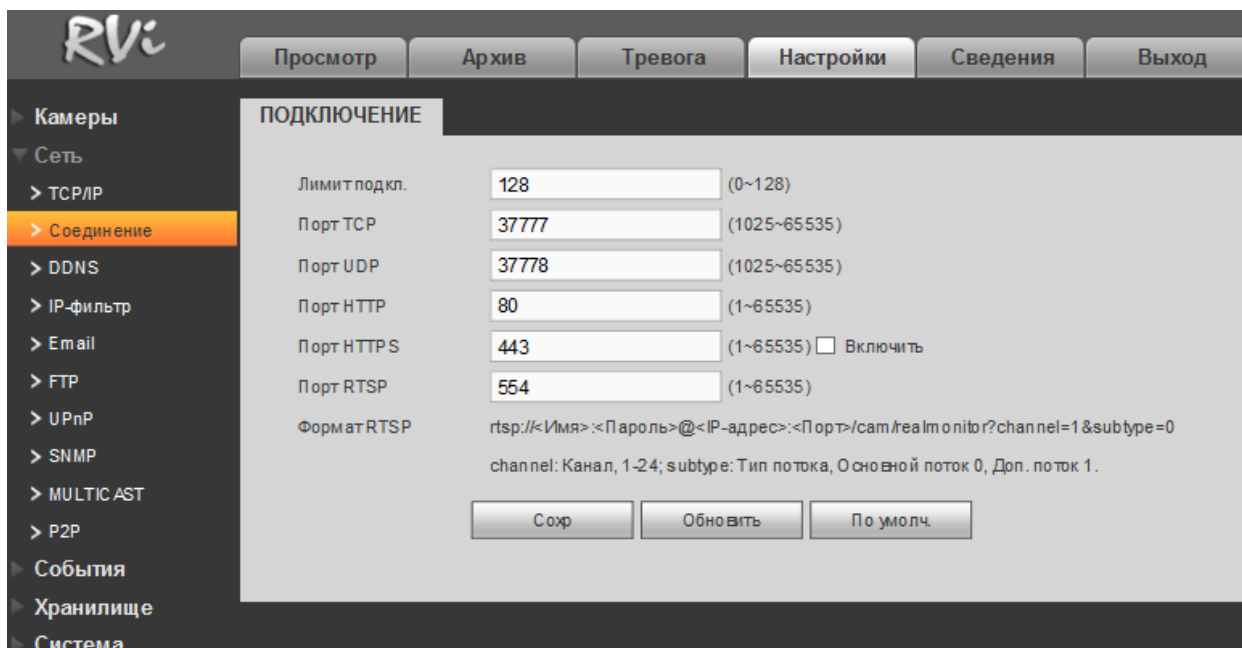 RVi
Просмотр Архив Тревога Настройки Сведения Выход
Камеры
Сеть
> TCP/IP
> Соединение
> DDNS
> IP-фильтр
> Email
> FTP
> UPnP
> SNMP
> MULTICAST
> P2P
События
Хранилище
Система
ПОДКЛЮЧЕНИЕ
Лимит подкл. 128 (0~128)
Порт TCP 37777 (1025~65535)
Порт UDP 37778 (1025~65535)
Порт HTTP 80 (1~65535)
Порт HTTPS 443 (1~65535) Включить
Порт RTSP 554 (1~65535)
Формат RTSP rtsp://<Имя>:<Пароль>@<IP-адрес>:<Порт>/cam/realmonitor?channel=1&subtype=0
channel: Канал, 1-24; subtype: Тип потока, Основной поток 0, Доп. поток 1.
Сохр Обновить По умолч.